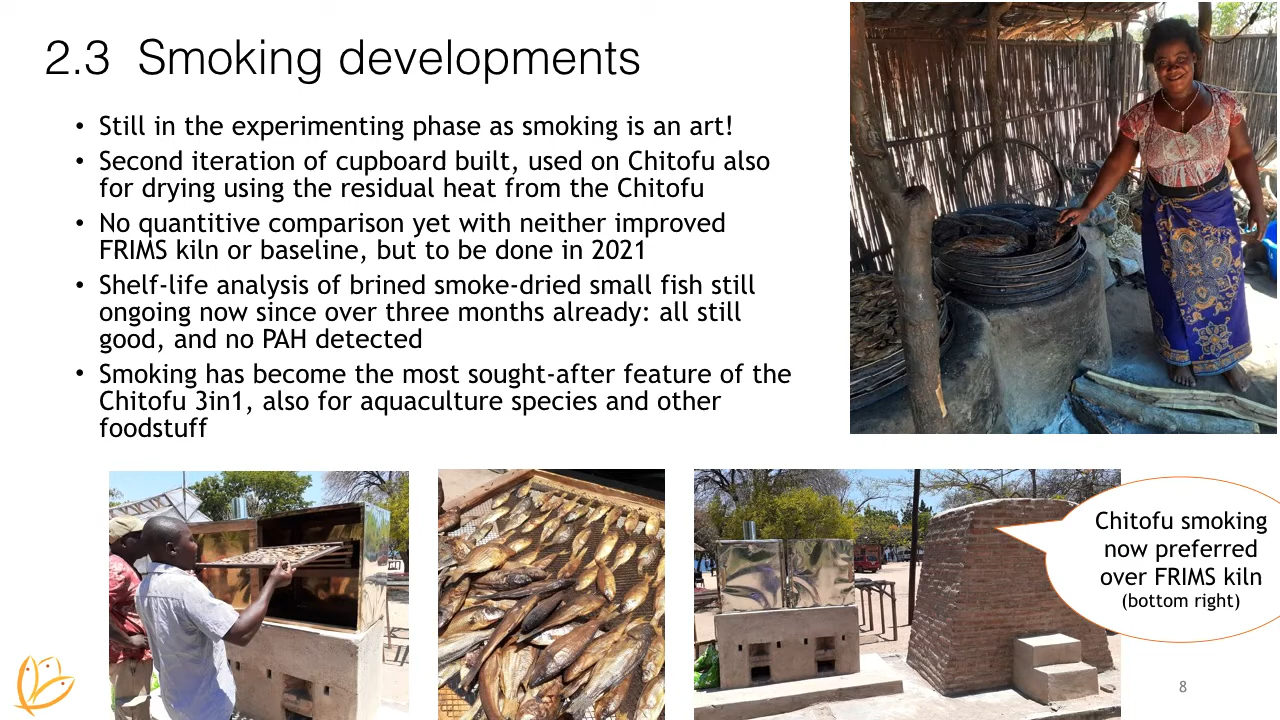 2.3 Smoking developments
• Still in the experimenting phase as smoking is an art!
• Second iteration of cupboard built, used on Chitofu also
for drying using the residual heat from the Chitofu
• No quantitive comparison yet with neither improved
FRIMS kiln or baseline, but to be done in 2021
• Shelf-life analysis of brined smoke-dried small fish still
ongoing now since over three months already: all still
good, and no PAH detected
• Smoking has become the most sought-after feature of the
Chitofu 3in1, also for aquaculture species and other
foodstuff
Chitofu smoking
now preferred
over FRIMS kiln
(bottom right)
8